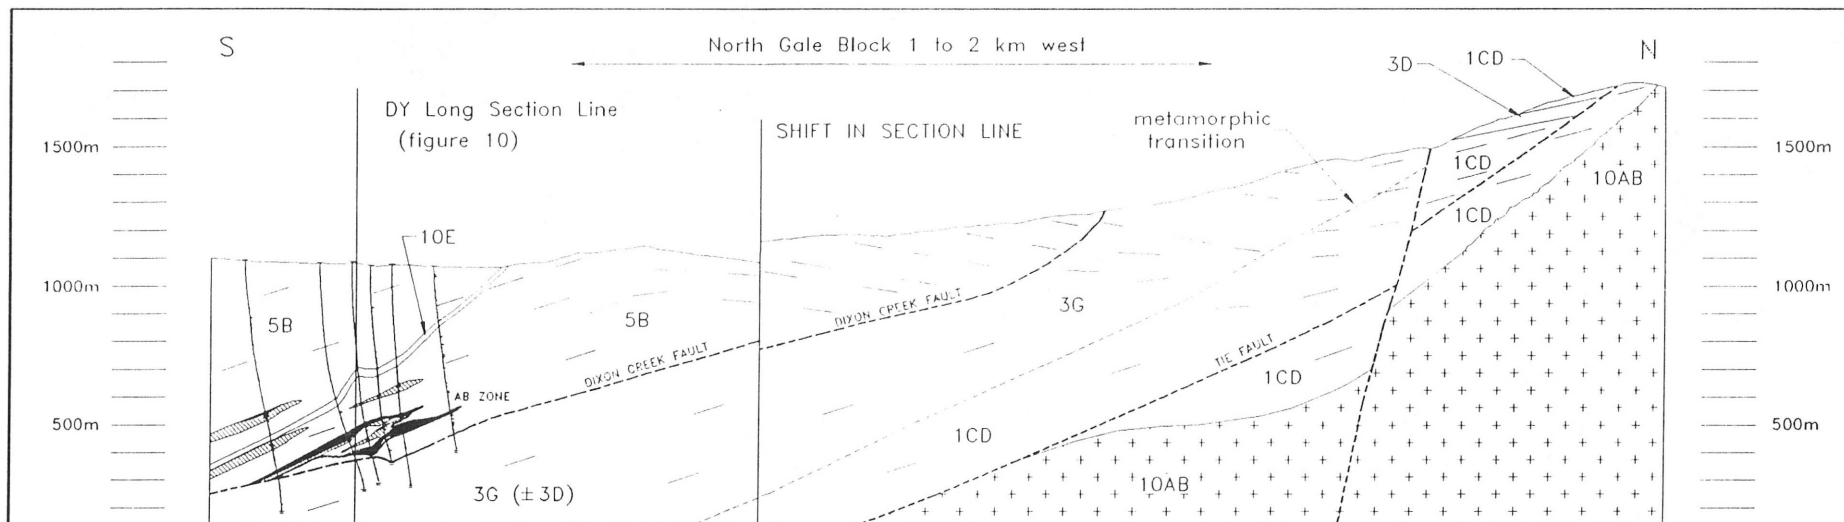 S
North Gale Block 1 to 2 km west
N
3D
1CD
DY Long Section Line
(figure 10)
SHIFT IN SECTION LINE
metamorphic
transition
1500m
1500m
1CD
10AB
1CD
10E
1000m
1000m
5B
5B
DIXON CREEK FAULT
3G
DIXON CREEK FAULT
TIE FAULT
1CD
AB ZONE
500m
500m
1CD
3G (±3D)
10AB